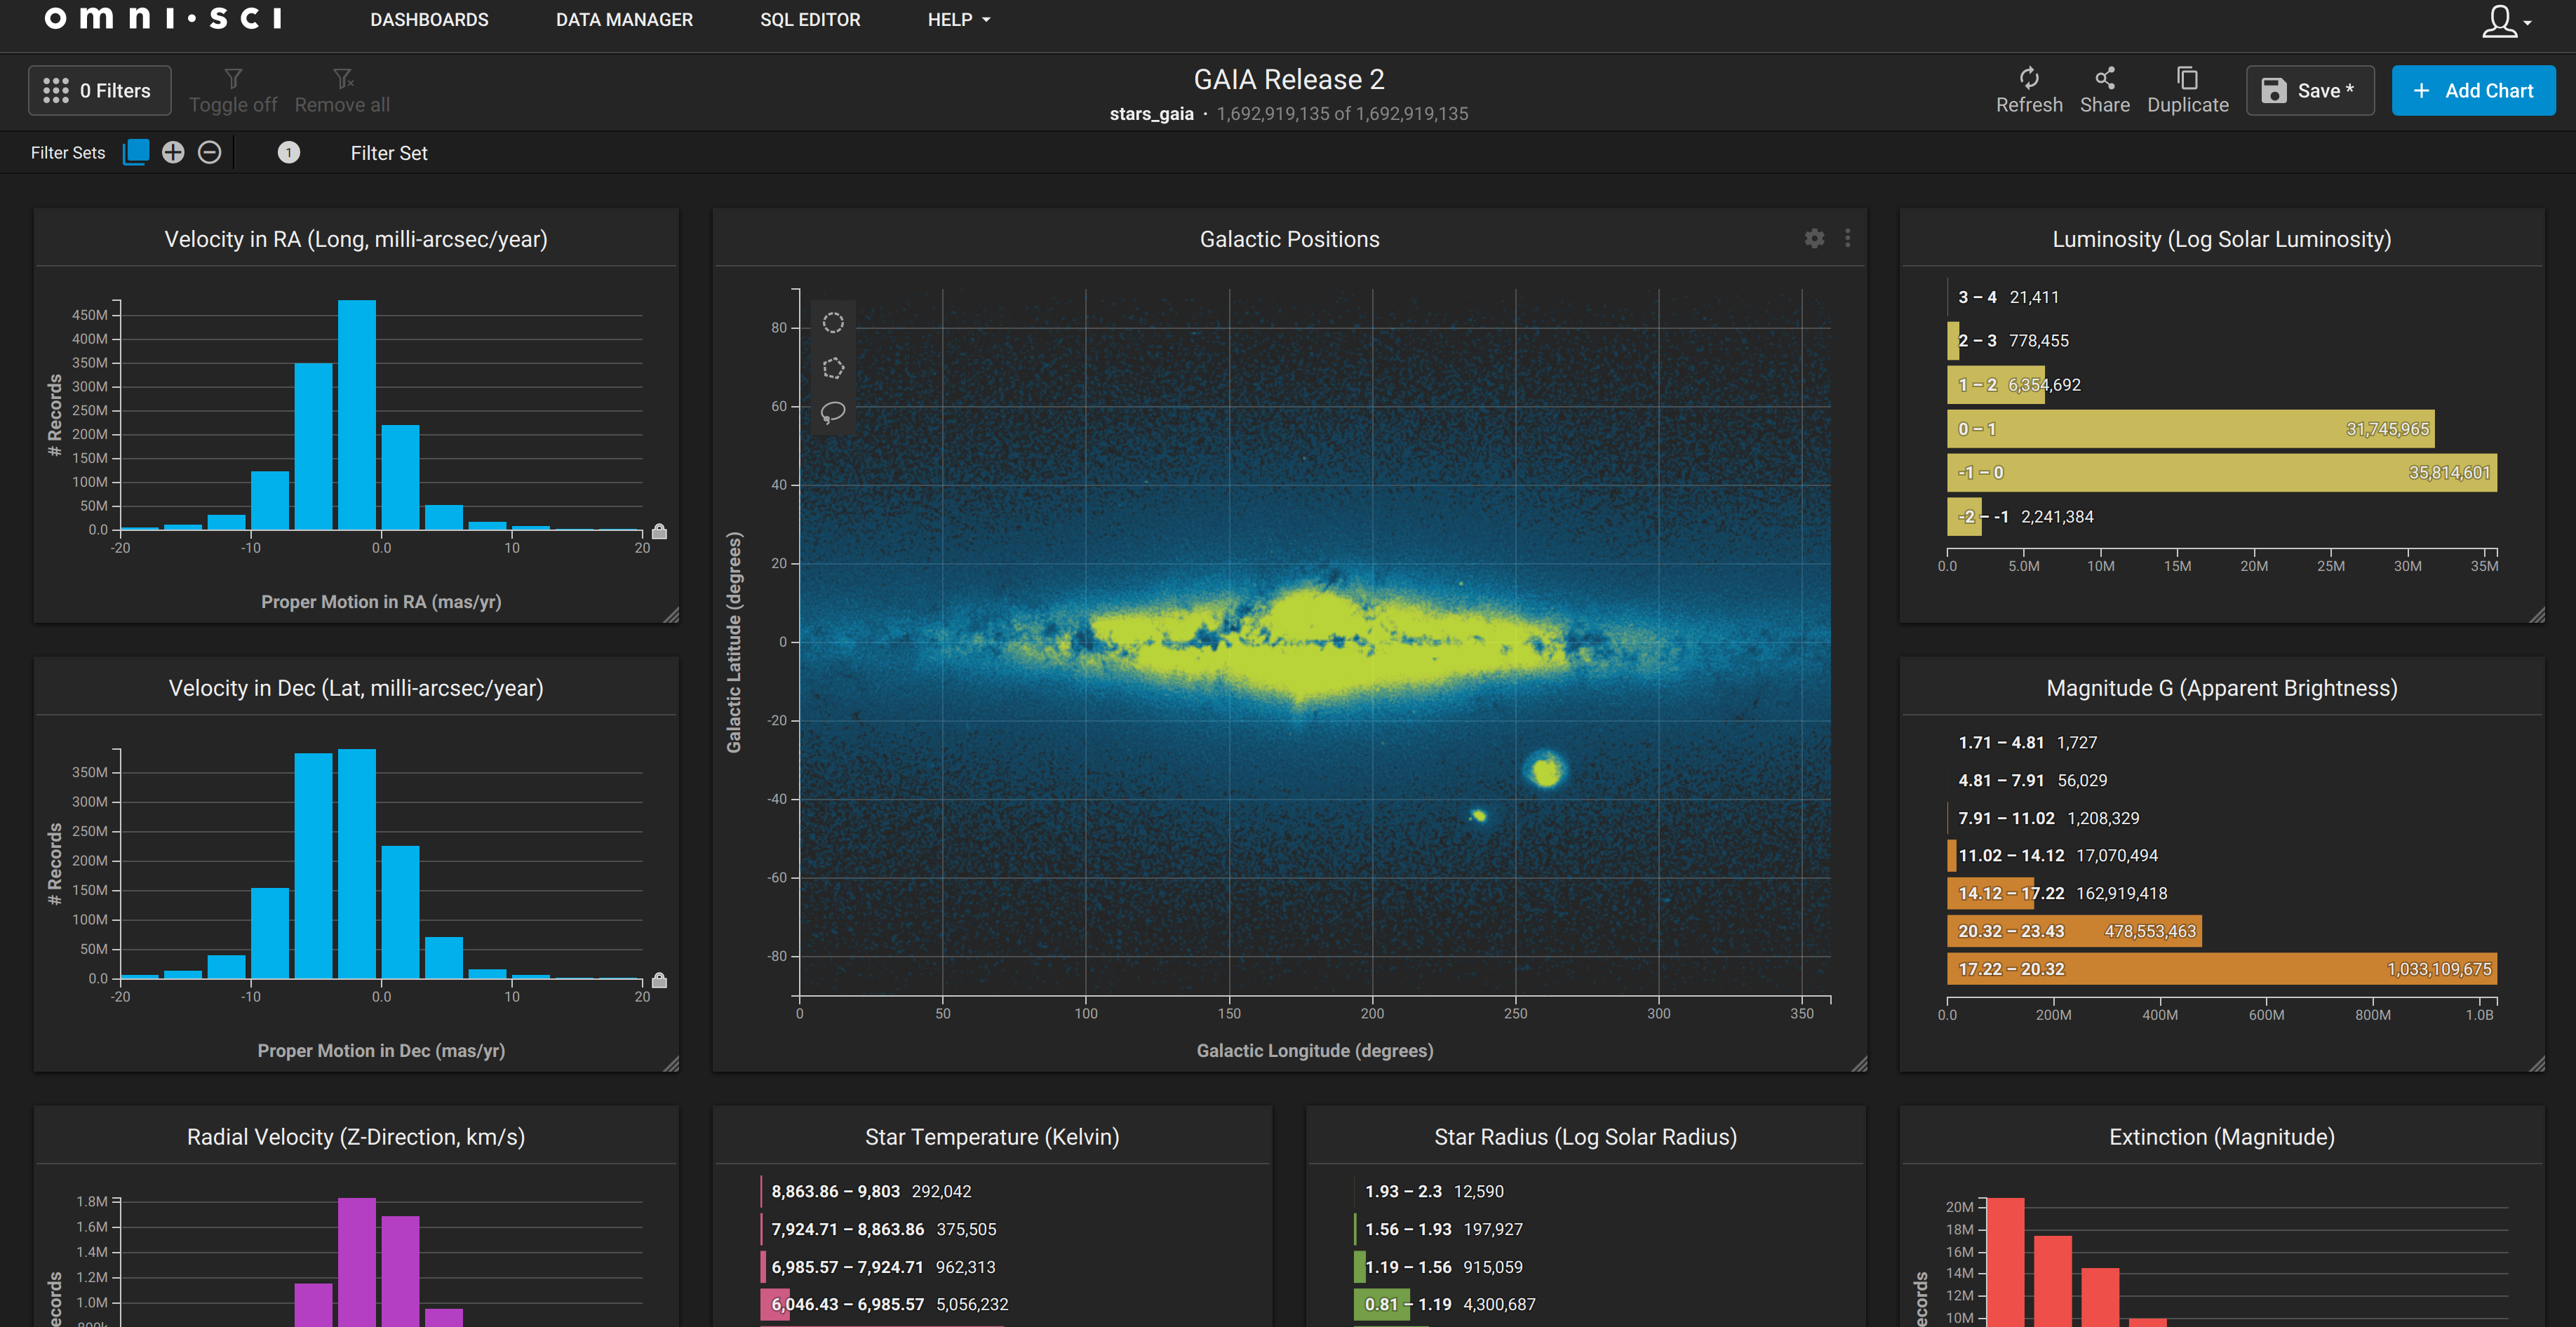 omni·sci
DASHBOARDS
DATA MANAGER
SQL EDITOR
HELP
0 Filters
Toggle off
Remove all
GAIA Release 2
stars_gaia · 1,692,919,135 of 1,692,919,135
Refresh
Share
Duplicate
Save *
+ Add Chart
Filter Sets
1
Filter Set
Velocity in RA (Long, milli-arcsec/year)
# Records
450M
400M
350M
300M
250M
200M
150M
100M
50M
0.0
-20
-10
0.0
10
20
Proper Motion in RA (mas/yr)
Velocity in Dec (Lat, milli-arcsec/year)
# Records
350M
300M
250M
200M
150M
100M
50M
0.0
-20
-10
0.0
10
20
Proper Motion in Dec (mas/yr)
Galactic Positions
Galactic Latitude (degrees)
80
60
40
20
0
-20
-40
-60
-80
0
50
100
150
200
250
300
350
Galactic Longitude (degrees)
Luminosity (Log Solar Luminosity)
3 – 4 21,411
2 – 3 778,455
1 – 2 6,354,692
0 – 1 31,745,965
-1 – 0 35,814,601
-2 – -1 2,241,384
0.0
5.0M
10M
15M
20M
25M
30M
35M
Magnitude G (Apparent Brightness)
1.71 – 4.81 1,727
4.81 – 7.91 56,029
7.91 – 11.02 1,208,329
11.02 – 14.12 17,070,494
14.12 – 17.22 162,919,418
20.32 – 23.43 478,553,463
17.22 – 20.32 1,033,109,675
0.0
200M
400M
600M
800M
1.0B
Radial Velocity (Z-Direction, km/s)
1.8M
1.6M
1.4M
1.2M
1.0M
800k
ecords
Star Temperature (Kelvin)
8,863.86 – 9,803 292,042
7,924.71 – 8,863.86 375,505
6,985.57 – 7,924.71 962,313
6,046.43 – 6,985.57 5,056,232
Star Radius (Log Solar Radius)
1.93 – 2.3 12,590
1.56 – 1.93 197,927
1.19 – 1.56 915,059
0.81 – 1.19 4,300,687
Extinction (Magnitude)
20M
18M
16M
14M
12M
10M
ecords